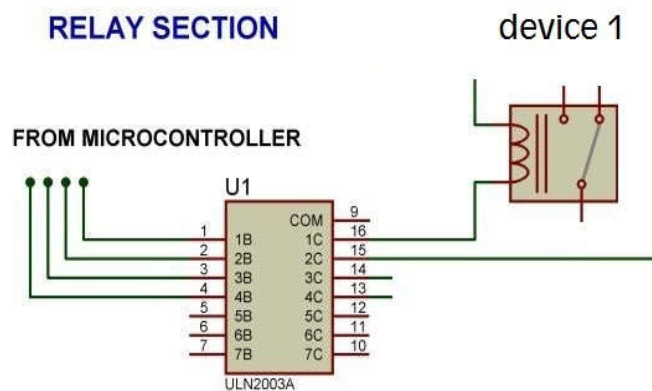 RELAY SECTION
device 1
FROM MICROCONTROLLER
U1
COM 9
1 1B 1C 16
2 2B 2C 15
3 3B 3C 14
4 4B 4C 13
5 5B 5C 12
6 6B 6C 11
7 7B 7C 10
ULN2003A